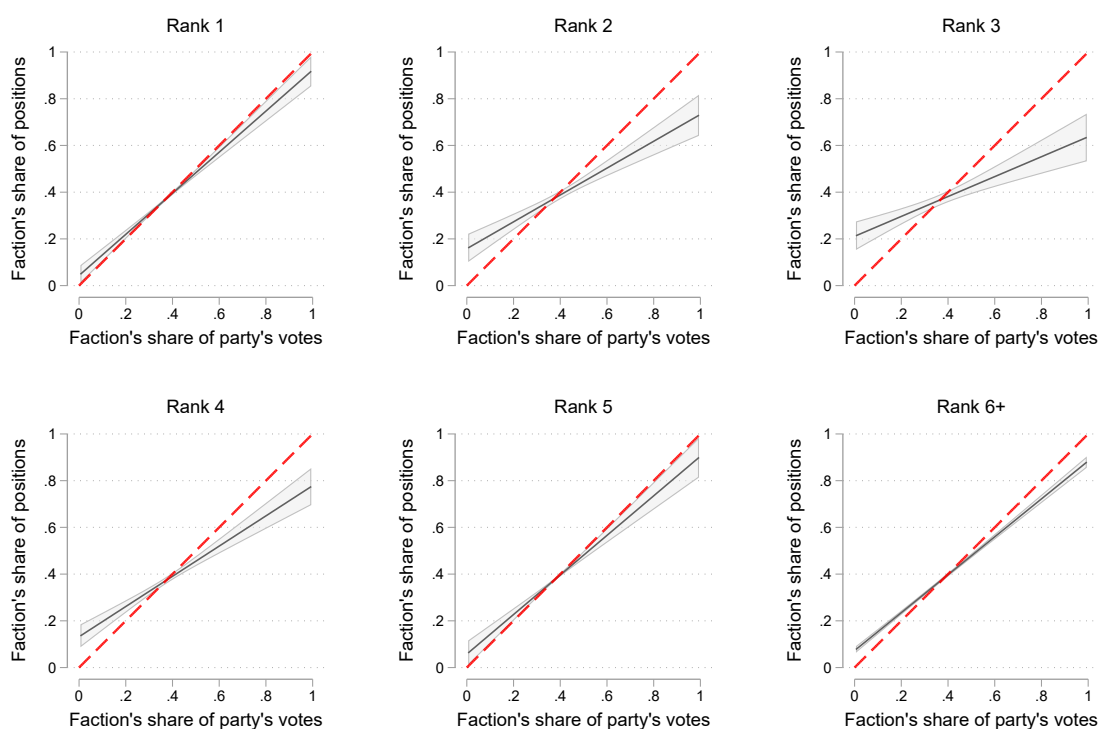 Rank 1
Faction's share of positions
1
.8
.6
.4
.2
0
0 .2 .4 .6 .8 1
Faction's share of party's votes
Rank 2
Faction's share of positions
1
.8
.6
.4
.2
0
0 .2 .4 .6 .8 1
Faction's share of party's votes
Rank 3
Faction's share of positions
1
.8
.6
.4
.2
0
0 .2 .4 .6 .8 1
Faction's share of party's votes
Rank 4
Faction's share of positions
1
.8
.6
.4
.2
0
0 .2 .4 .6 .8 1
Faction's share of party's votes
Rank 5
Faction's share of positions
1
.8
.6
.4
.2
0
0 .2 .4 .6 .8 1
Faction's share of party's votes
Rank 6+
Faction's share of positions
1
.8
.6
.4
.2
0
0 .2 .4 .6 .8 1
Faction's share of party's votes